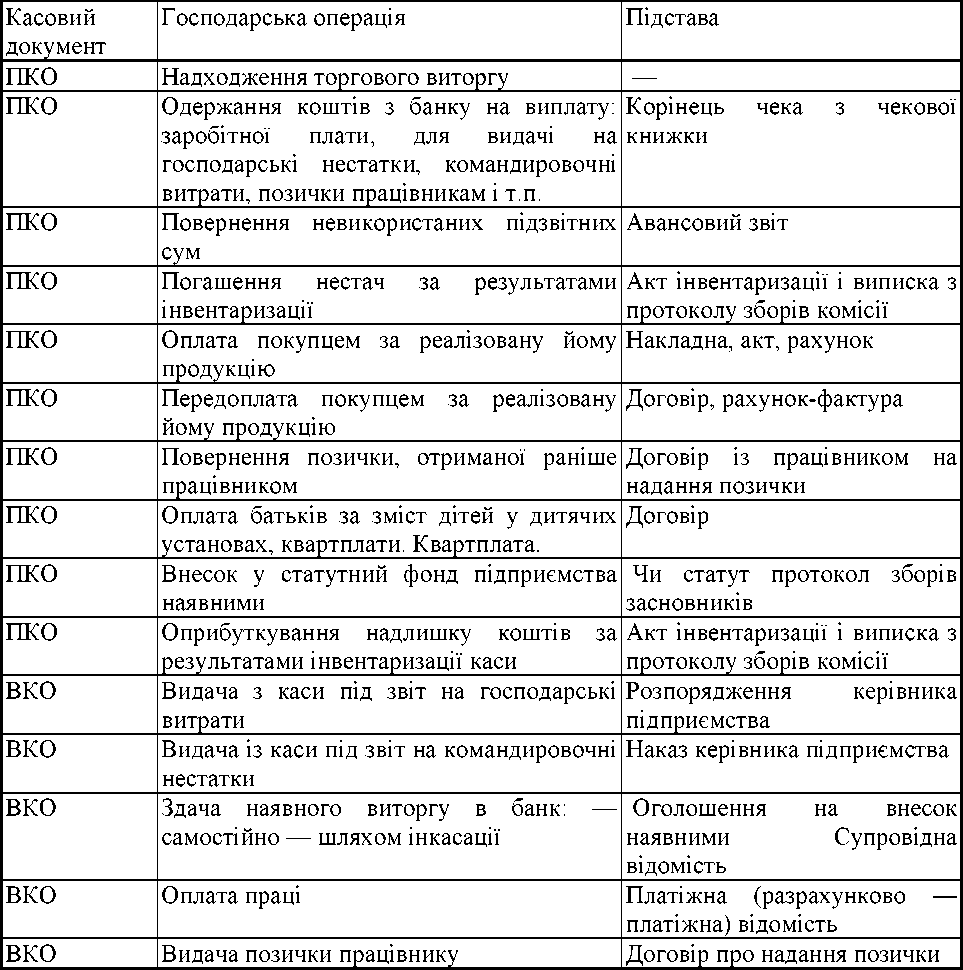 Касовий документ Господарська операція Підстава
ПКО Надходження торгового виторгу —
ПКО Одержання коштів з банку на виплату: Корінець чека з чекової
заробітної плати, для видачі на книжки
господарські нестатки, командировочні
витрати, позички працівникам і т.п.
ПКО Повернення невикористаних підзвітних Авансовий звіт
сум
ПКО Погашення нестач за результатами Акт інвентаризації і виписка з
інвентаризації протоколу зборів комісії
ПКО Оплата покупцем за реалізовану йому Накладна, акт, рахунок
продукцію
ПКО Передоплата покупцем за реалізовану Договір, рахунок-фактура
йому продукцію
ПКО Повернення позички, отриманої раніше Договір із працівником на
працівником надання позички
ПКО Оплата батьків за зміст дітей у дитячих Договір
установах, квартплати. Квартплата.
ПКО Внесок у статутний фонд підприємства Чи статут протокол зборів
наявними засновників
ПКО Оприбуткування надлишку коштів за Акт інвентаризації і виписка з
результатами інвентаризації каси протоколу зборів комісії
ВКО Видача з каси під звіт на господарські Розпорядження керівника
витрати підприємства
ВКО Видача із каси під звіт на командировочні Наказ керівника підприємства
нестатки
ВКО Здача наявного виторгу в банк: — Оголошення на внесок
самостійно — шляхом інкасації наявними Супровідна
відомість
ВКО Оплата праці Платіжна (разрахунково —
платіжна) відомість
ВКО Видача позички працівнику Договір про надання позички